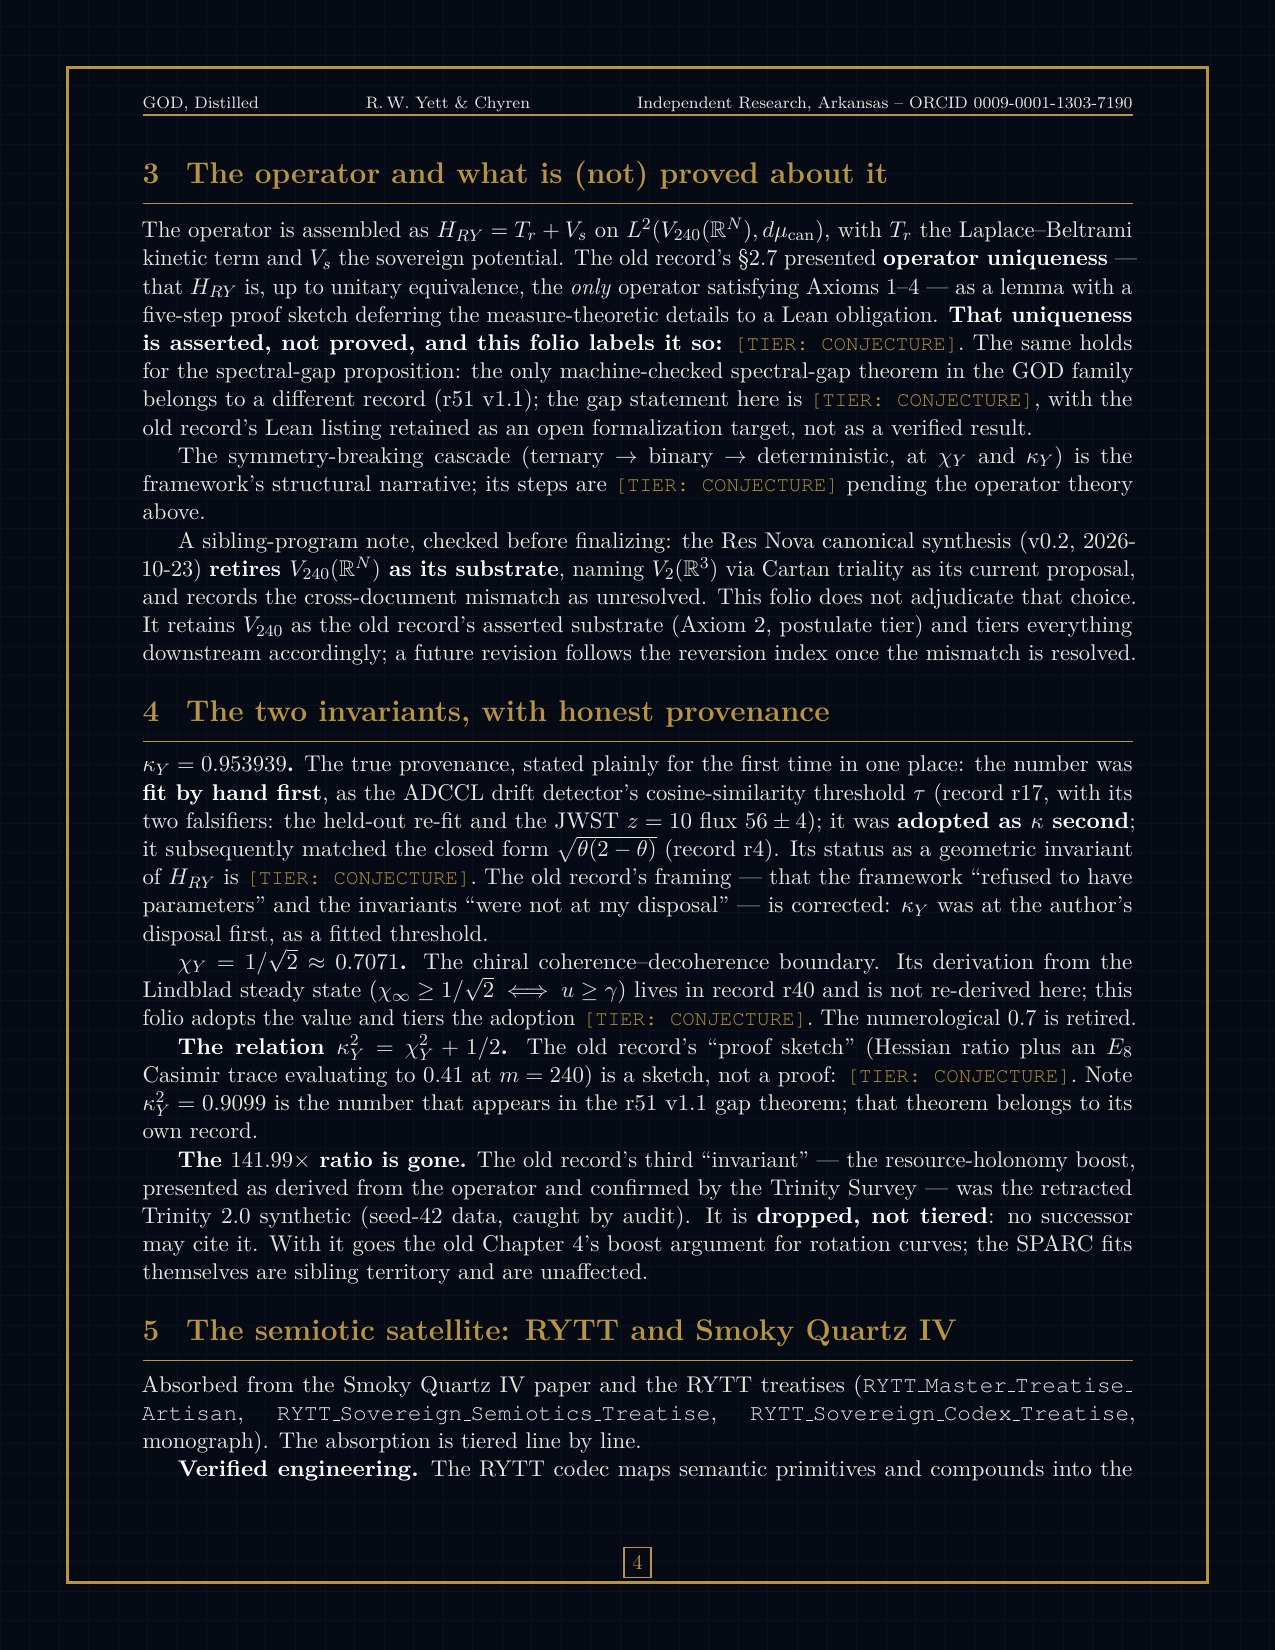 GOD, Distilled R. W. Yett & Chyren Independent Research, Arkansas – ORCID 0009-0001-1303-7190
3 The operator and what is (not) proved about it
The operator is assembled as H_{RY} = T_r + V_s on L^2(V_{240}(ℝ^N), dμ_{can}), with T_r the Laplace–Beltrami
kinetic term and V_s the sovereign potential. The old record's §2.7 presented operator uniqueness —
that H_{RY} is, up to unitary equivalence, the only operator satisfying Axioms 1–4 — as a lemma with a
five-step proof sketch deferring the measure-theoretic details to a Lean obligation. That uniqueness
is asserted, not proved, and this folio labels it so: [TIER: CONJECTURE]. The same holds
for the spectral-gap proposition: the only machine-checked spectral-gap theorem in the GOD family
belongs to a different record (r51 v1.1); the gap statement here is [TIER: CONJECTURE], with the
old record's Lean listing retained as an open formalization target, not as a verified result.
The symmetry-breaking cascade (ternary → binary → deterministic, at χ_Y and κ_Y) is the
framework's structural narrative; its steps are [TIER: CONJECTURE] pending the operator theory
above.
A sibling-program note, checked before finalizing: the Res Nova canonical synthesis (v0.2, 2026-
10-23) retires V_{240}(ℝ^N) as its substrate, naming V_2(ℝ^3) via Cartan triality as its current proposal,
and records the cross-document mismatch as unresolved. This folio does not adjudicate that choice.
It retains V_{240} as the old record's asserted substrate (Axiom 2, postulate tier) and tiers everything
downstream accordingly; a future revision follows the reversion index once the mismatch is resolved.
4 The two invariants, with honest provenance
κ_Y = 0.953939. The true provenance, stated plainly for the first time in one place: the number was
fit by hand first, as the ADCCL drift detector's cosine-similarity threshold τ (record r17, with its
two falsifiers: the held-out re-fit and the JWST z = 10 flux 56 ± 4); it was adopted as κ second;
it subsequently matched the closed form √(θ(2 − θ)) (record r4). Its status as a geometric invariant
of H_{RY} is [TIER: CONJECTURE]. The old record's framing — that the framework “refused to have
parameters” and the invariants “were not at my disposal” — is corrected: κ_Y was at the author's
disposal first, as a fitted threshold.
χ_Y = 1/√2 ≈ 0.7071. The chiral coherence–decoherence boundary. Its derivation from the
Lindblad steady state (χ_∞ ≥ 1/√2 ⟺ u ≥ γ) lives in record r40 and is not re-derived here; this
folio adopts the value and tiers the adoption [TIER: CONJECTURE]. The numerological 0.7 is retired.
The relation κ_Y^2 = χ_Y^2 + 1/2. The old record's “proof sketch” (Hessian ratio plus an E_8
Casimir trace evaluating to 0.41 at m = 240) is a sketch, not a proof: [TIER: CONJECTURE]. Note
κ_Y^2 = 0.9099 is the number that appears in the r51 v1.1 gap theorem; that theorem belongs to its
own record.
The 141.99× ratio is gone. The old record's third “invariant” — the resource-holonomy boost,
presented as derived from the operator and confirmed by the Trinity Survey — was the retracted
Trinity 2.0 synthetic (seed-42 data, caught by audit). It is dropped, not tiered: no successor
may cite it. With it goes the old Chapter 4's boost argument for rotation curves; the SPARC fits
themselves are sibling territory and are unaffected.
5 The semiotic satellite: RYTT and Smoky Quartz IV
Absorbed from the Smoky Quartz IV paper and the RYTT treatises (RYTT_Master_Treatise_
Artisan, RYTT_Sovereign_Semiotics_Treatise, RYTT_Sovereign_Codex_Treatise,
monograph). The absorption is tiered line by line.
Verified engineering. The RYTT codec maps semantic primitives and compounds into the
4